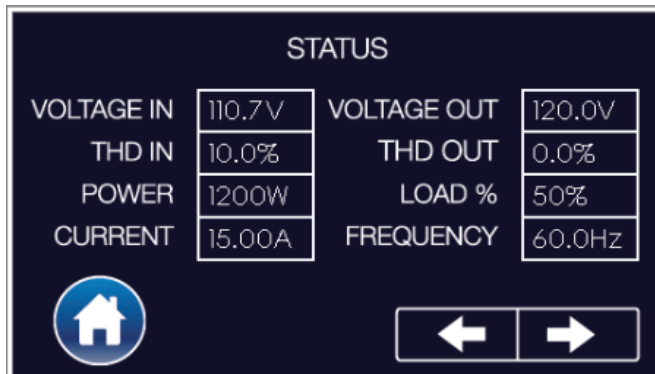 STATUS
VOLTAGE IN 110.7V VOLTAGE OUT 120.0V
THD IN 10.0% THD OUT 0.0%
POWER 1200W LOAD % 50%
CURRENT 15.00A FREQUENCY 60.0Hz